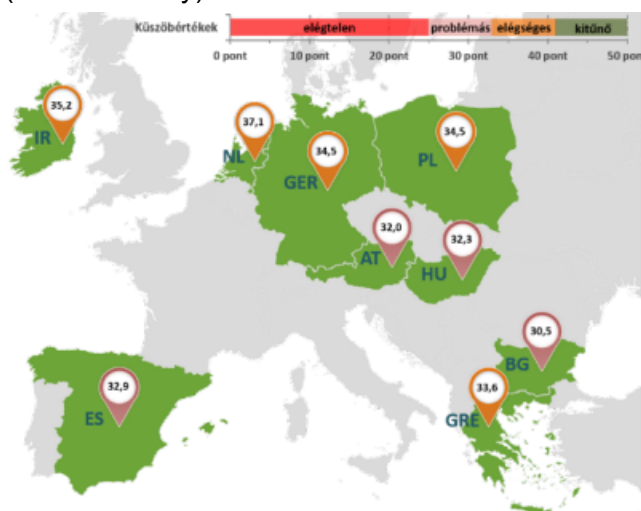 Küszöbértékek elégtelen problémás elégséges kitűnő
0 pont 10 pont 20 pont 30 pont 40 pont 50 pont
35,2
IR
37,1
NL
34,5
GER
34,5
PL
32,0
AT
32,3
HU
30,5
BG
32,9
ES
33,6
GRE